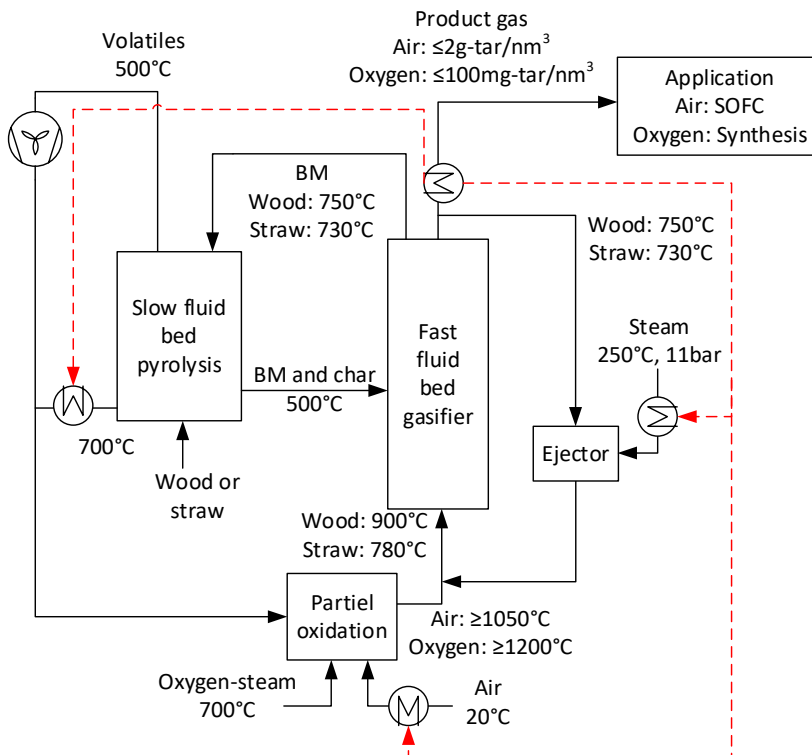 Product gas
Air: ≤2g-tar/nm³
Oxygen: ≤100mg-tar/nm³
Volatiles
500°C
Application
Air: SOFC
Oxygen: Synthesis
BM
Wood: 750°C
Straw: 730°C
Wood: 750°C
Straw: 730°C
Slow fluid
bed
pyrolysis
Fast
fluid
bed
gasifier
Steam
250°C, 11bar
BM and char
500°C
700°C
Ejector
Wood or
straw
Wood: 900°C
Straw: 780°C
Partiel
oxidation
Air: ≥1050°C
Oxygen: ≥1200°C
Oxygen-steam
700°C
Air
20°C